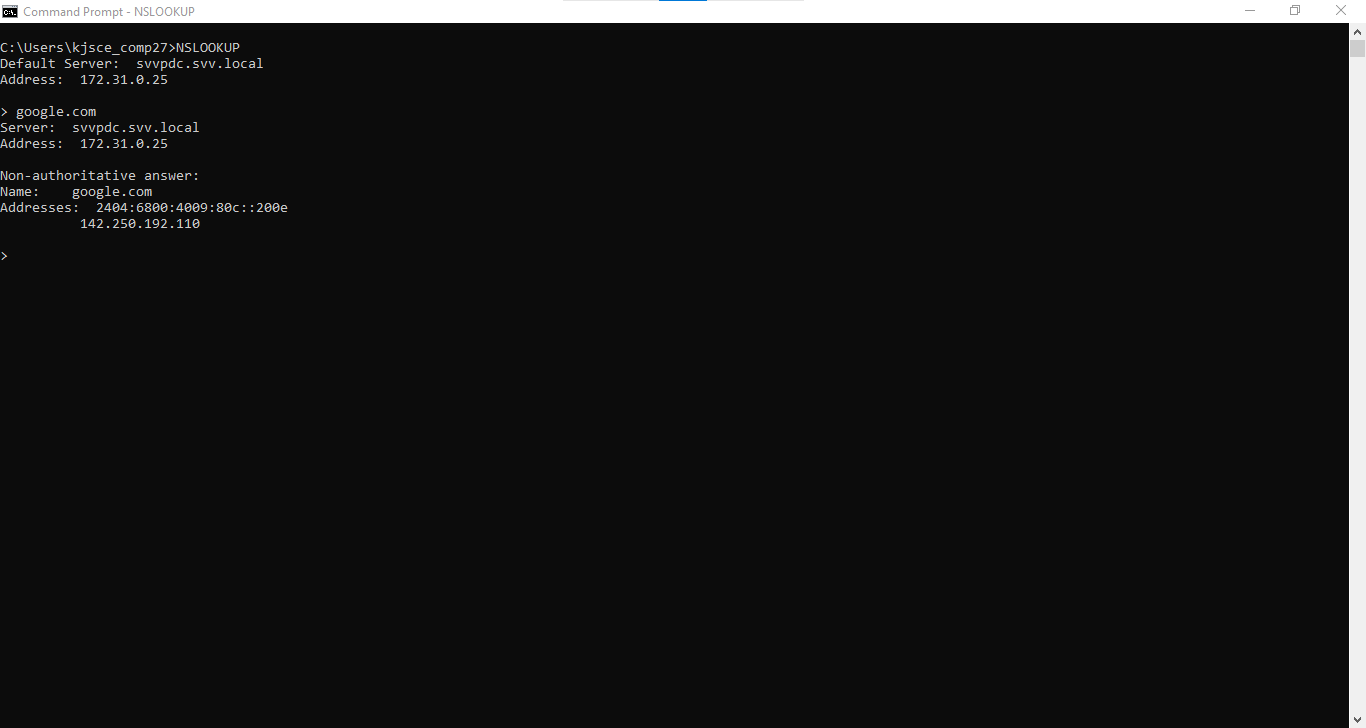 Command Prompt - NSLOOKUP
C:\Users\kjsce_comp27>NSLOOKUP
Default Server:  svvpdc.svv.local
Address:  172.31.0.25
> google.com
Server:  svvpdc.svv.local
Address:  172.31.0.25
Non-authoritative answer:
Name:    google.com
Addresses:  2404:6800:4009:80c::200e
          142.250.192.110
>